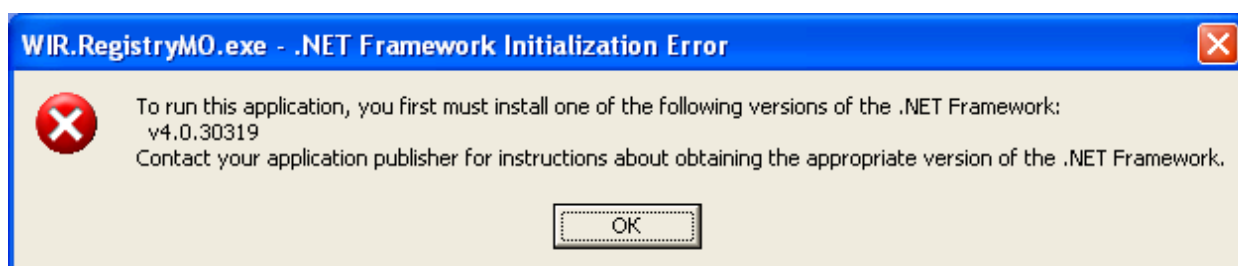 WIR.RegistryMO.exe - .NET Framework Initialization Error
To run this application, you first must install one of the following versions of the .NET Framework:
v4.0.30319
Contact your application publisher for instructions about obtaining the appropriate version of the .NET Framework.
OK